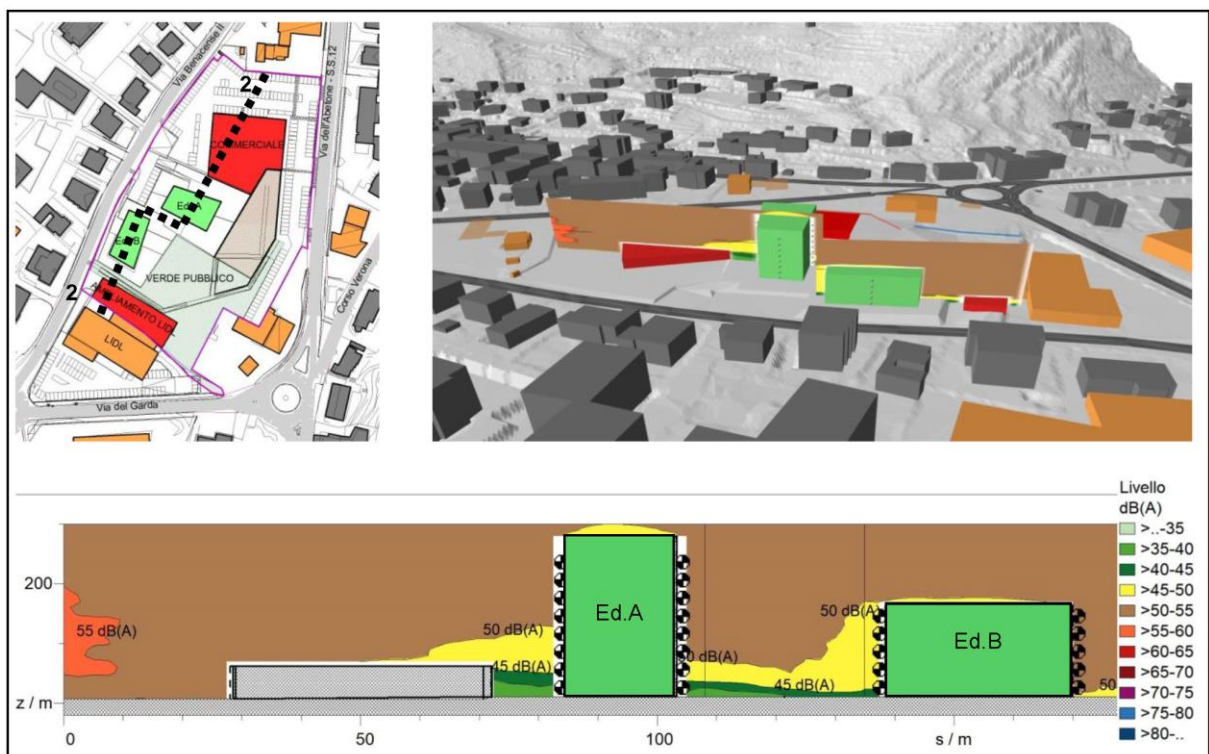 Via Benacense II
2
COMMERCIALE
Via dell'Abetone - S.S.12
Ed.A
Ed.B
Corso Verona
VERDE PUBBLICO
2
AMPLIAMENTO LIDL
LIDL
Via del Garda
Livello
dB(A)
>..-35
>35-40
>40-45
>45-50
>50-55
>55-60
>60-65
>65-70
>70-75
>75-80
>80-..
200
55 dB(A)
50 dB(A)
45 dB(A)
Ed.A
50 dB(A)
50 dB(A)
45 dB(A)
Ed.B
50
z / m
0
50
100
s / m